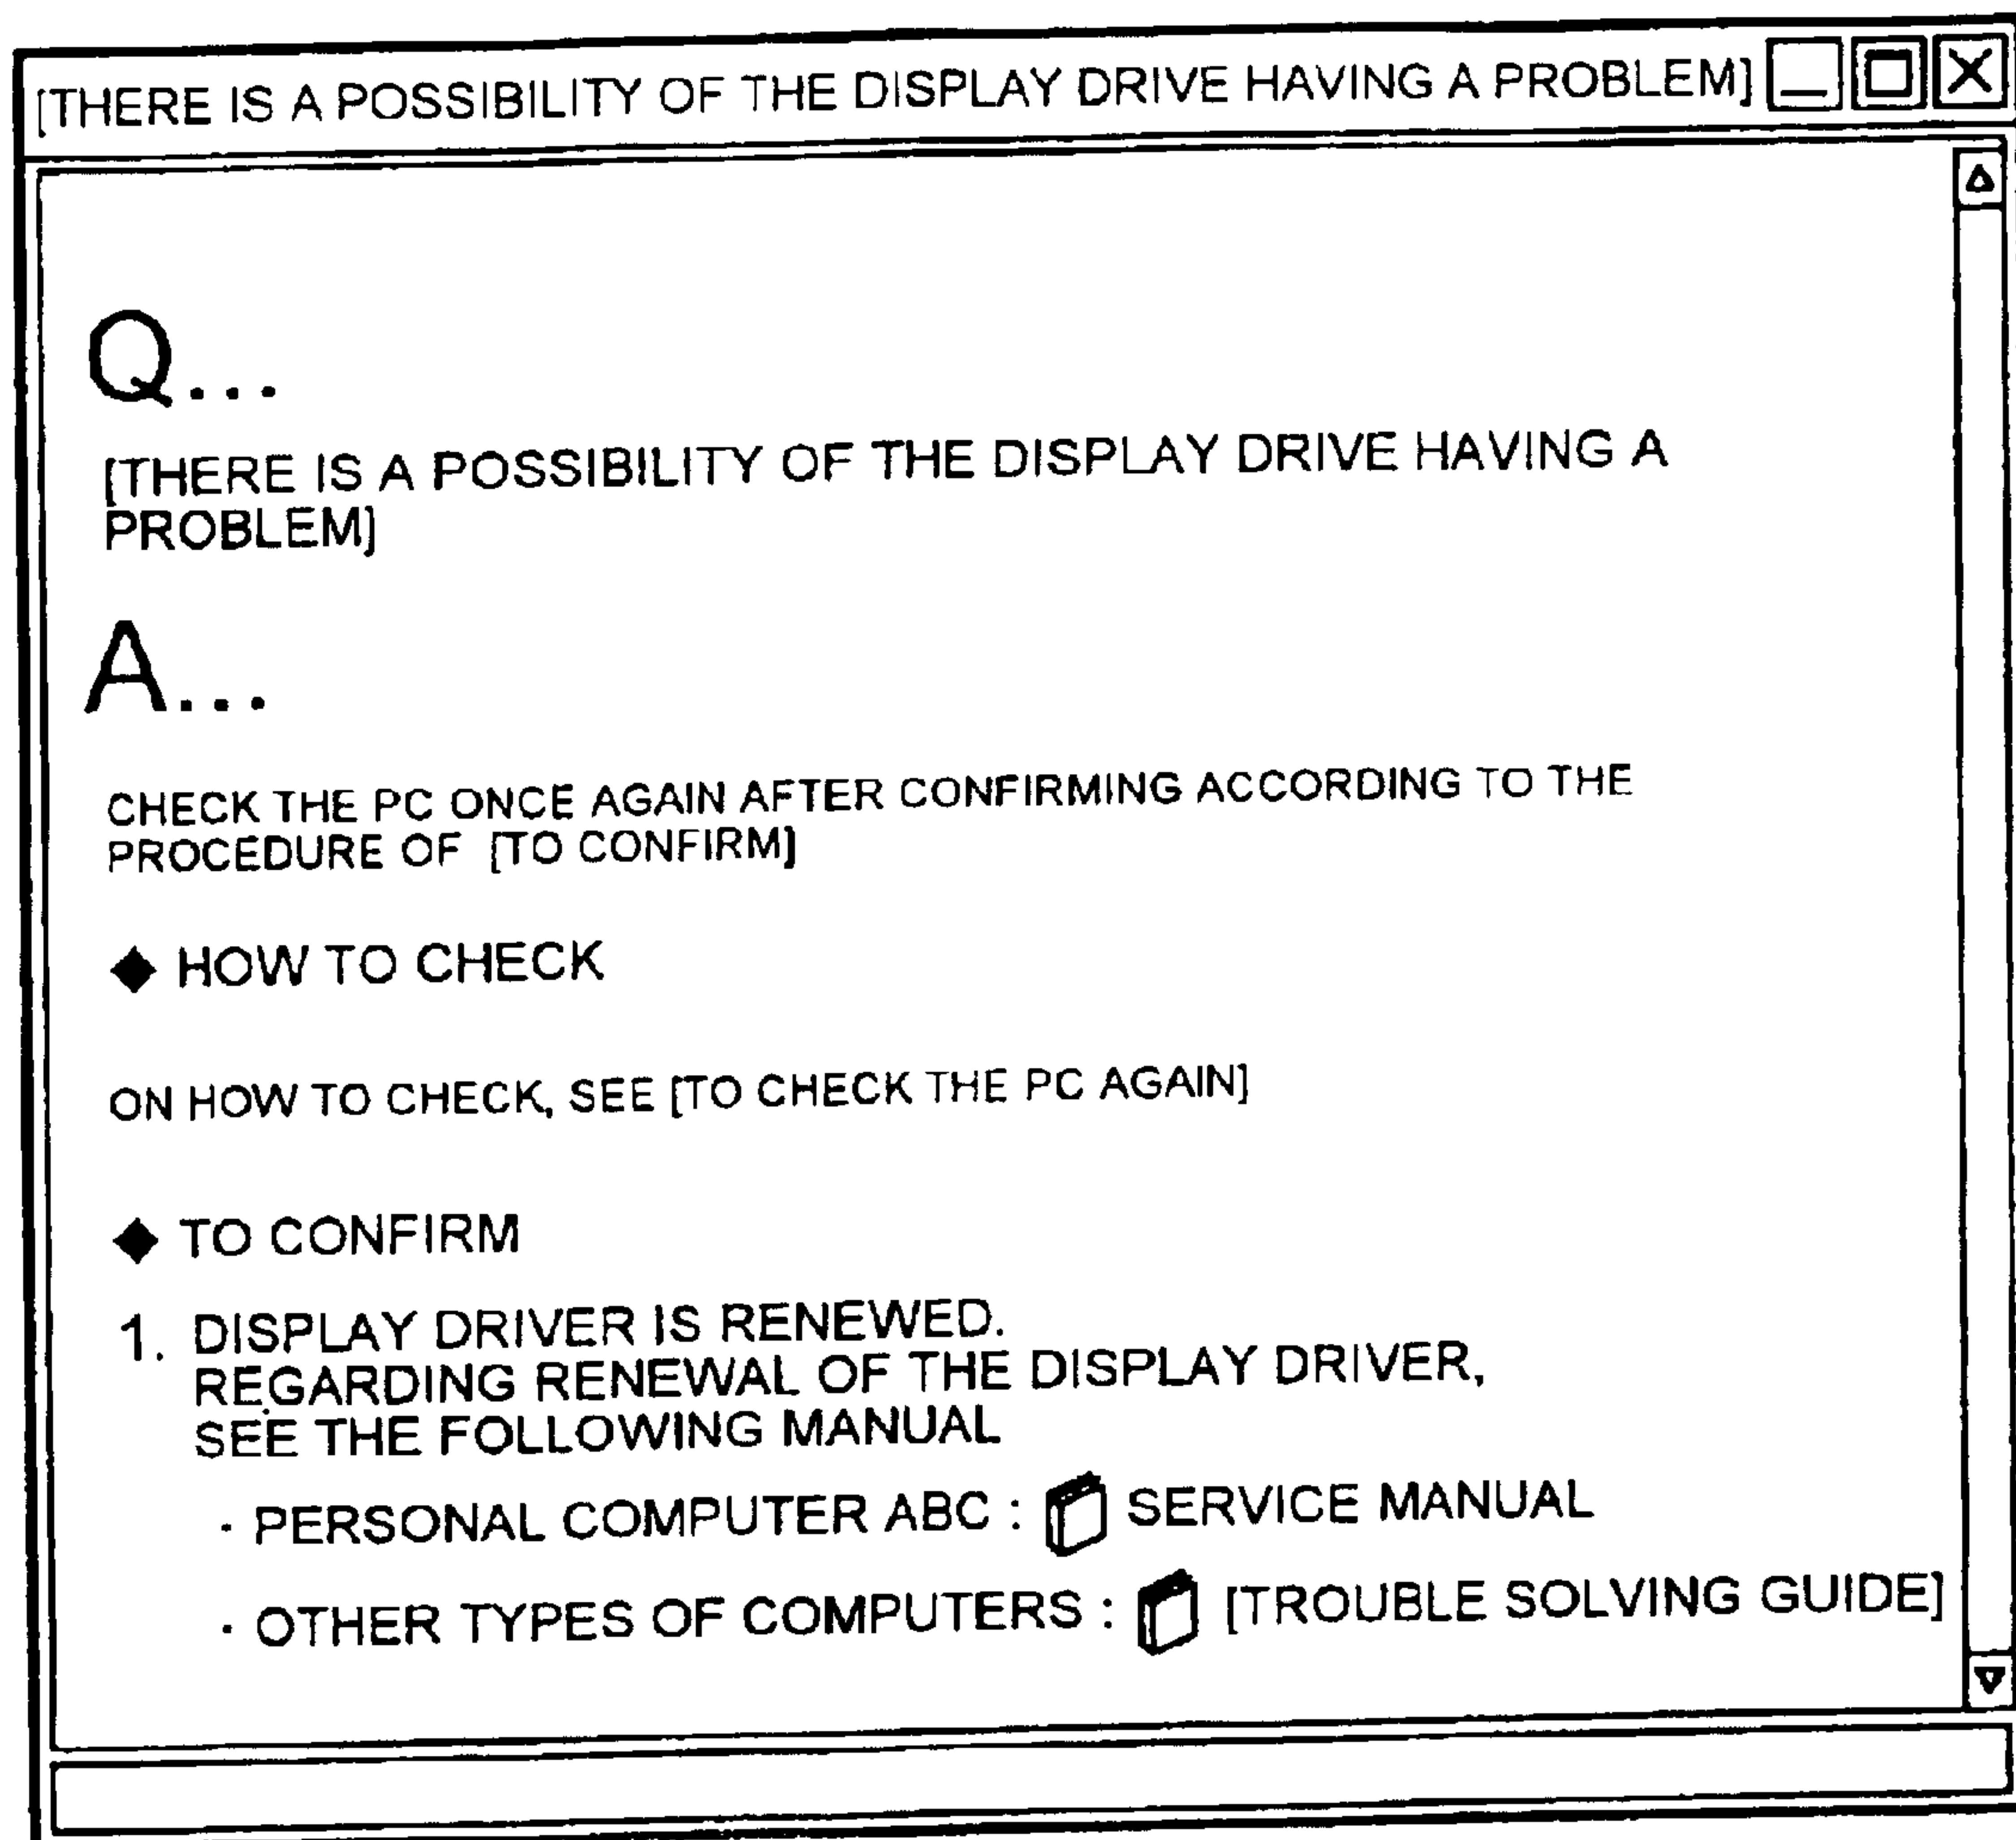 [THERE IS A POSSIBILITY OF THE DISPLAY DRIVE HAVING A PROBLEM]
Q...
[THERE IS A POSSIBILITY OF THE DISPLAY DRIVE HAVING A
PROBLEM]
A...
CHECK THE PC ONCE AGAIN AFTER CONFIRMING ACCORDING TO THE
PROCEDURE OF [TO CONFIRM]
◆ HOW TO CHECK
ON HOW TO CHECK, SEE [TO CHECK THE PC AGAIN]
◆ TO CONFIRM
1. DISPLAY DRIVER IS RENEWED.
REGARDING RENEWAL OF THE DISPLAY DRIVER,
SEE THE FOLLOWING MANUAL
· PERSONAL COMPUTER ABC : SERVICE MANUAL
· OTHER TYPES OF COMPUTERS : [TROUBLE SOLVING GUIDE]